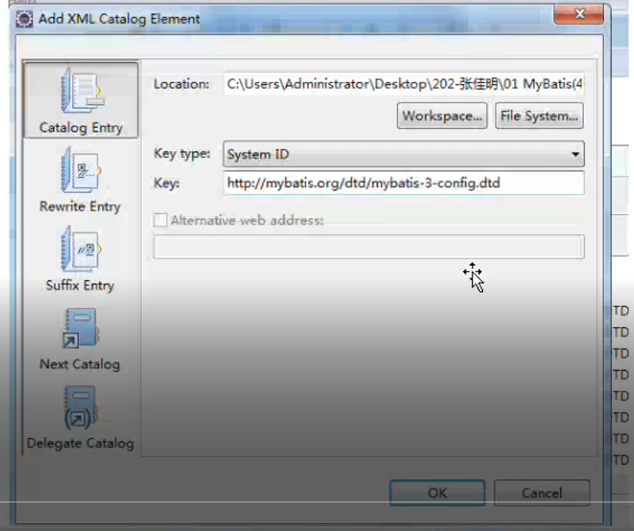 Add XML Catalog Element
Catalog Entry
Rewrite Entry
Suffix Entry
Next Catalog
Delegate Catalog
Location: C:\Users\Administrator\Desktop\202-张佳明\01 MyBatis(4
Workspace... File System...
Key type: System ID
Key: http://mybatis.org/dtd/mybatis-3-config.dtd
Alternative web address:
OK Cancel
TD
TD
TD
TD
TD
TD
TD
TD